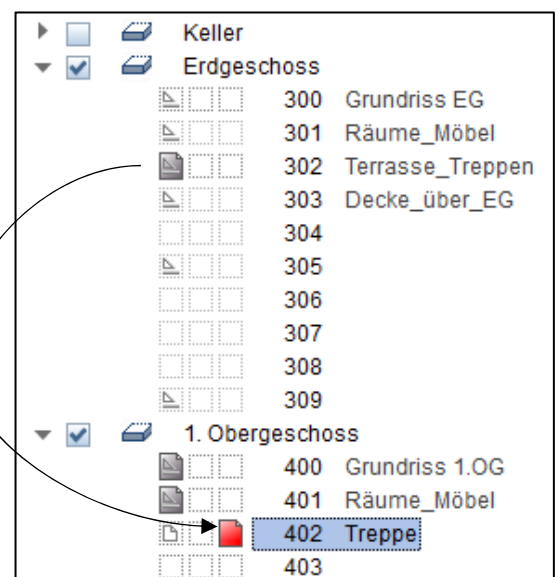 Keller
Erdgeschoss
300 Grundriss EG
301 Räume_Möbel
302 Terrasse_Treppen
303 Decke_über_EG
304
305
306
307
308
309
1. Obergeschoss
400 Grundriss 1.OG
401 Räume_Möbel
402 Treppe
403